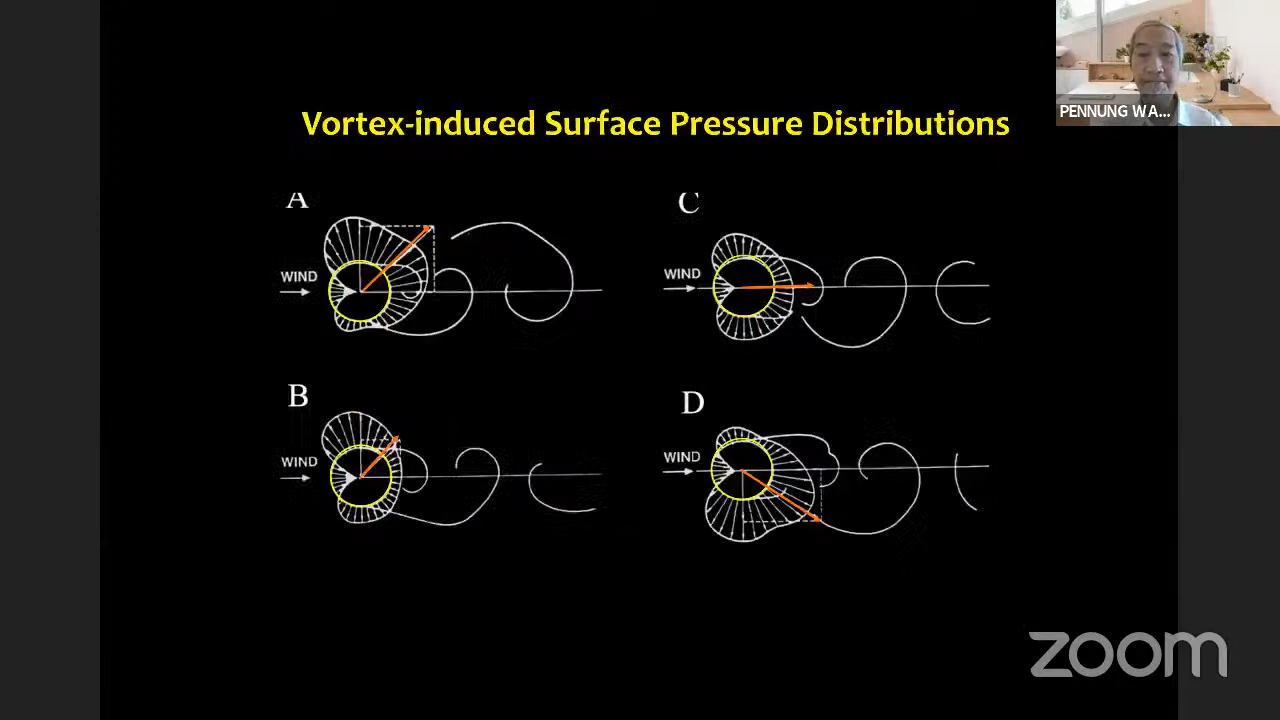 PENNUNG WA...
Vortex-induced Surface Pressure Distributions
A
C
WIND
WIND
B
D
WIND
WIND
zoom